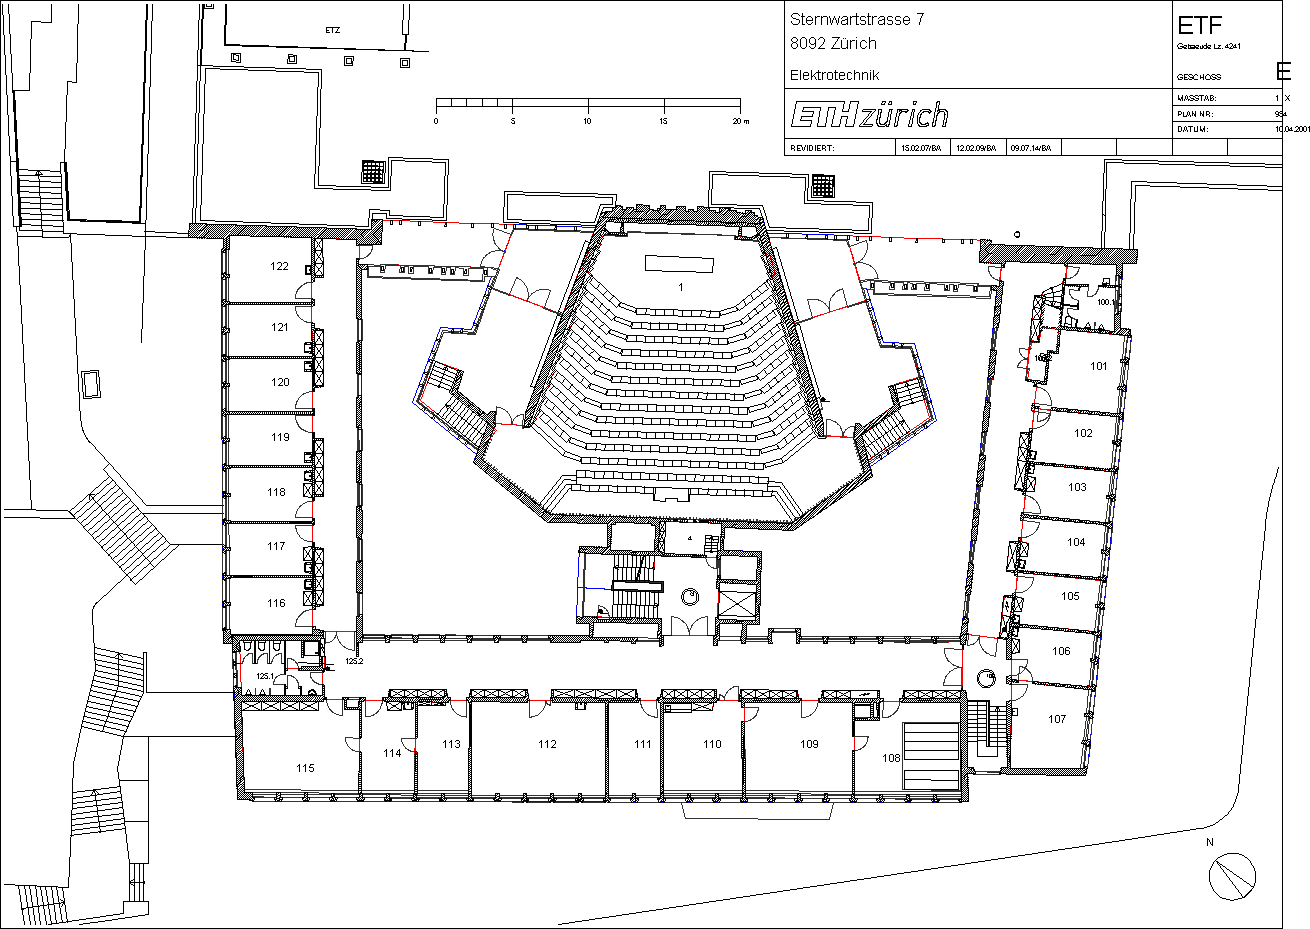 ETZ
Sternwartstrasse 7
8092 Zürich
Elektrotechnik
ETHzürich
REVIDIERT: 15.02.07/BA 12.02.09/BA 09.07.14/BA
ETF
Gebaeude Lz. 4241
GESCHOSS E
MASSTAB: 1 X
PLAN NR.: 934
DATUM: 10.04.2001
0 5 10 15 20 m
122
121
120
119
118
117
116
125.1
125.2
1
4
101
102
103
104
105
106
107
115
114
113
112
111
110
109
108
N